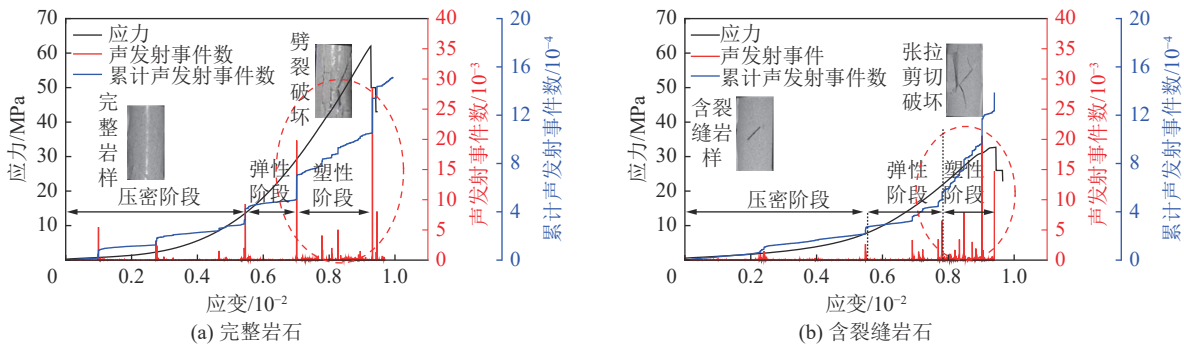 70
60
50
40
30
20
10
应力/MPa
应力
声发射事件数
累计声发射事件数
完整岩样
劈裂破坏
压密阶段
弹性阶段
塑性阶段
0
0.2
0.4
0.6
0.8
1.0
应变/10⁻²
40
35
30
25
20
15
10
5
0
声发射事件数/10⁻³
20
16
12
8
4
0
累计声发射事件数/10⁻⁴
(a) 完整岩石
70
60
50
40
30
20
10
应力/MPa
应力
声发射事件
累计声发射事件数
含裂缝岩样
张拉剪切破坏
压密阶段
弹性阶段
塑性阶段
0
0.2
0.4
0.6
0.8
1.0
应变/10⁻²
40
35
30
25
20
15
10
5
0
声发射事件数/10⁻³
20
16
12
8
4
0
累计声发射事件数/10⁻⁴
(b) 含裂缝岩石